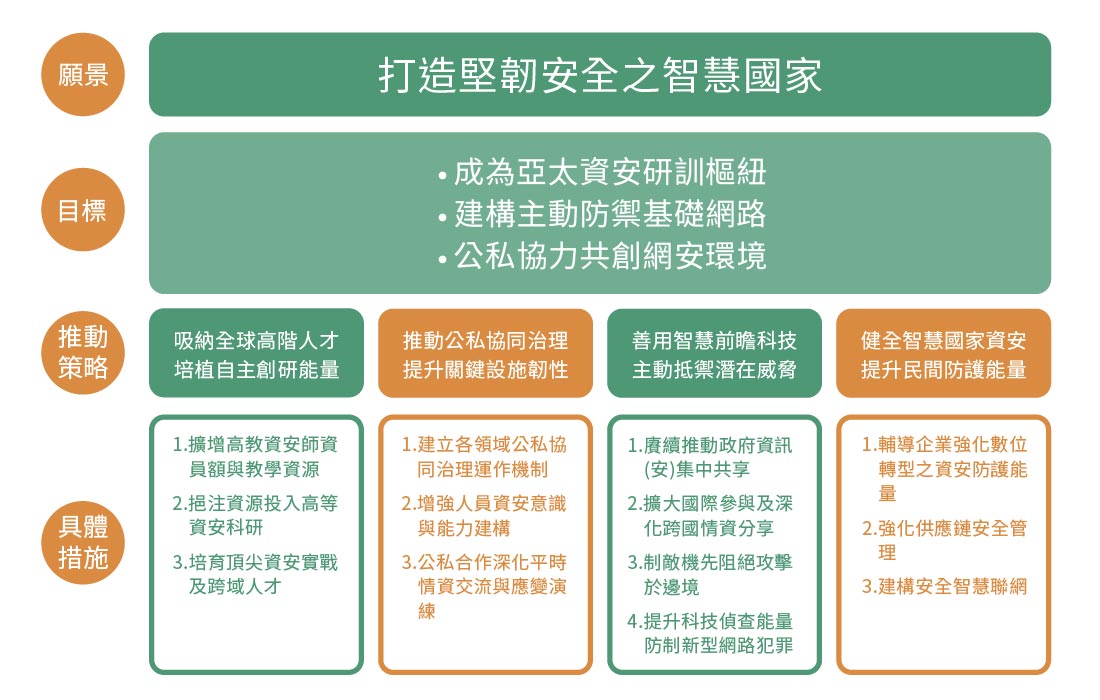 願景
打造堅韌安全之智慧國家
目標
•成為亞太資安研訓樞紐
•建構主動防禦基礎網路
•公私協力共創網安環境
推動
策略
吸納全球高階人才
培植自主創研能量
推動公私協同治理
提升關鍵設施韌性
善用智慧前瞻科技
主動抵禦潛在威脅
健全智慧國家資安
提升民間防護能量
具體
措施
1.擴增高教資安師資
員額與教學資源
2.挹注資源投入高等
資安科研
3.培育頂尖資安實戰
及跨域人才
1.建立各領域公私協
同治理運作機制
2.增強人員資安意識
與能力建構
3.公私合作深化平時
情資交流與應變演
練
1.賡續推動政府資訊
(安)集中共享
2.擴大國際參與及深
化跨國情資分享
3.制敵機先阻絕攻擊
於邊境
4.提升科技偵查能量
防制新型網路犯罪
1.輔導企業強化數位
轉型之資安防護能
量
2.強化供應鏈安全管
理
3.建構安全智慧聯網